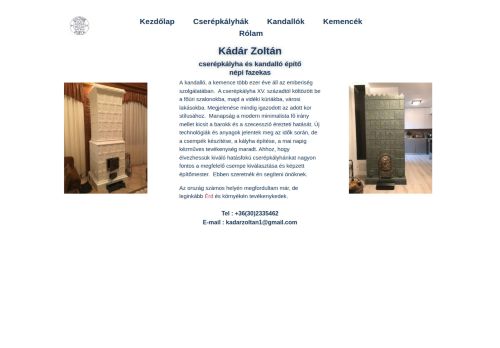 Kezdőlap Cserépkályhák Kandallók Kemencék
Rólam
Kádár Zoltán
cserépkályha és kandalló építő
népi fazekas
A kandalló, a kemence több ezer éve áll az emberiség
szolgálatában. A cserépkályha XV. századtól költözött be
a főúri szalonokba, majd a vidéki kúriákba, városi
lakásokba. Megjelenése mindig igazodott az adott kor
stílusához. Manapság a modern minimalista fő irány
mellett kicsit a barokk és a szecesszió érezteti hatását. Új
technológiák és anyagok jelentek meg az idők során, de
a csempék készítése, a kályha építése, a mai napig
kézműves tevékenység maradt. Ahhoz, hogy
élvezhessük kiváló hatásfokú cserépkályháinkat nagyon
fontos a megfelelő csempe kiválasztása és képzett
építőmester. Ebben szeretnék én segíteni önöknek.
Az ország számos helyén megfordultam már, de
leginkább Érd és környékén tevékenykedek.
Tel : +36(30)2335462
E-mail : kadarzoltan1@gmail.com